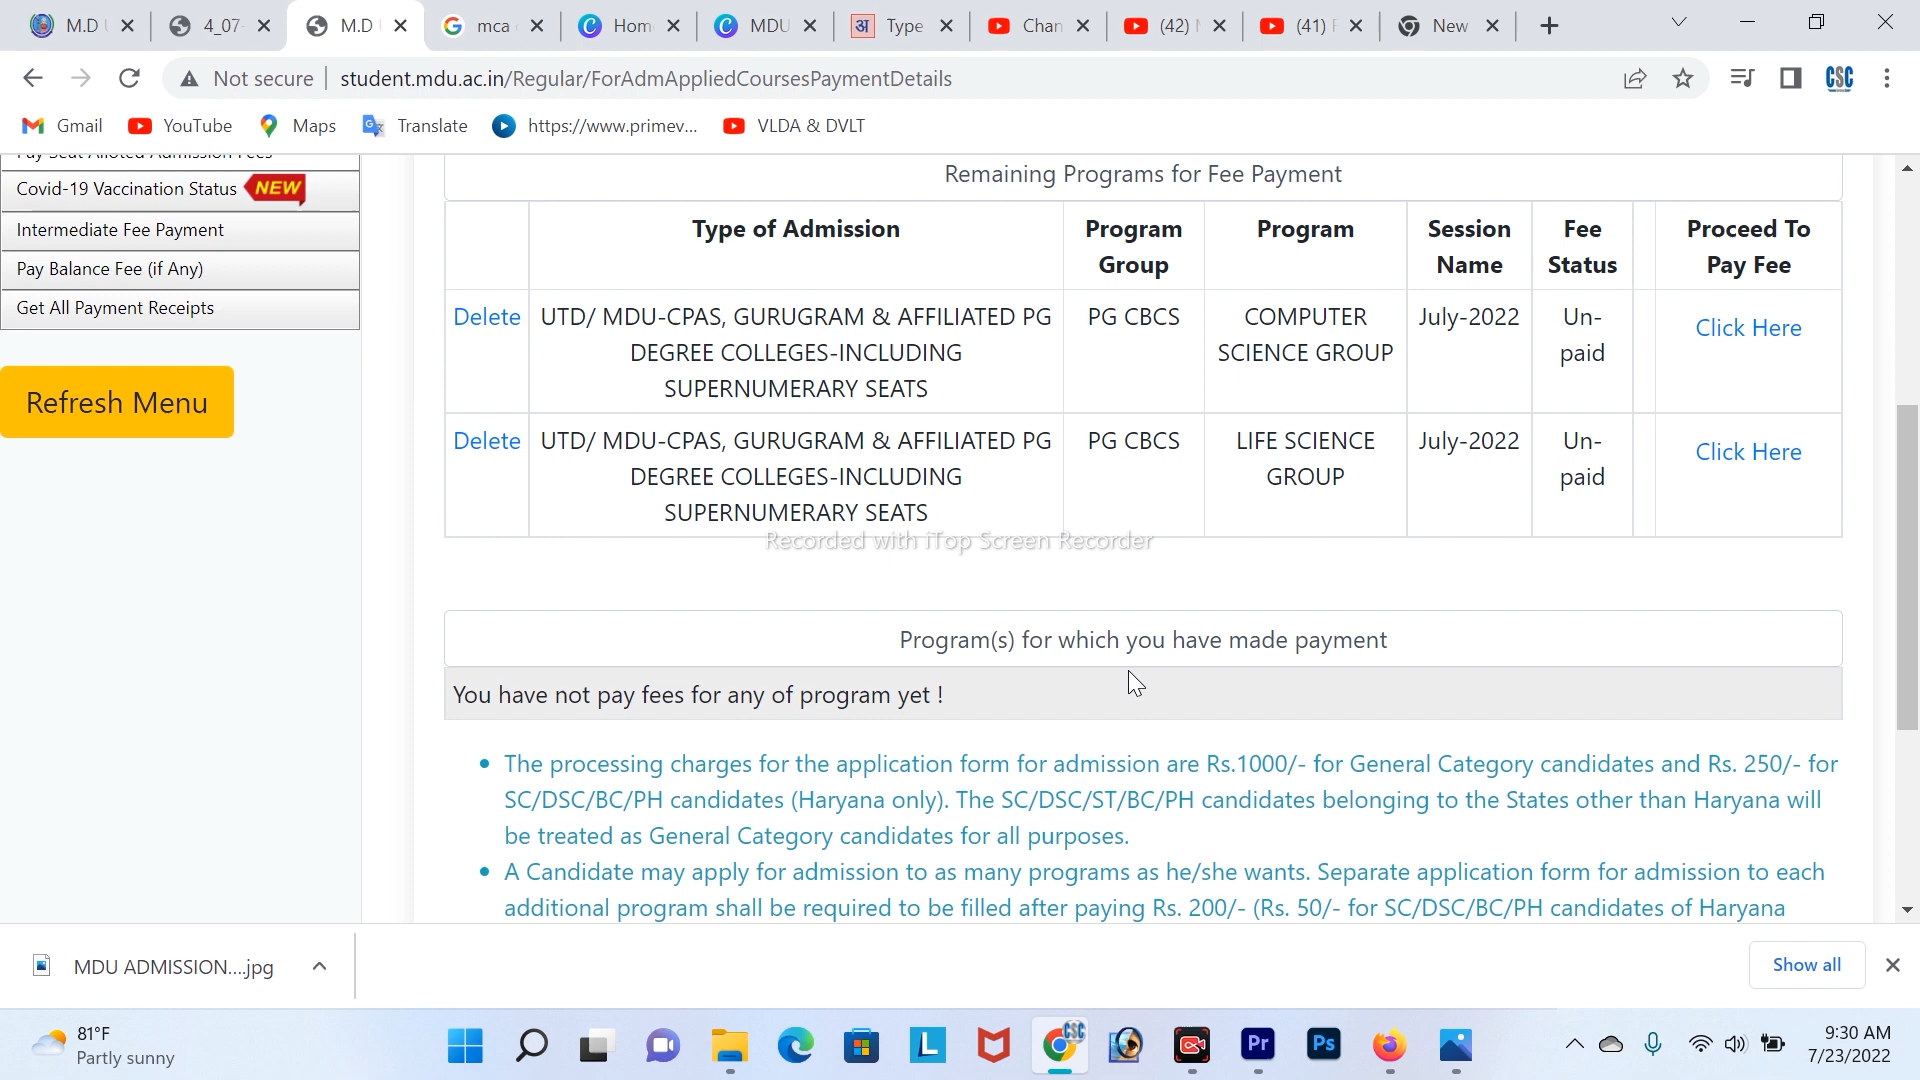 M.D
4_07
M.D
mca
Hom
MDU
Type
Chan
(42)
(41)
New
Not secure
student.mdu.ac.in/Regular/ForAdmAppliedCoursesPaymentDetails
CSC
Gmail
YouTube
Maps
Translate
https://www.primev...
VLDA & DVLT
Pay Seat Alloted Admission Fees
Covid-19 Vaccination Status NEW
Intermediate Fee Payment
Pay Balance Fee (if Any)
Get All Payment Receipts
Refresh Menu
Remaining Programs for Fee Payment
Type of Admission
Program
Group
Program
Session
Name
Fee
Status
Proceed To
Pay Fee
Delete
UTD/ MDU-CPAS, GURUGRAM & AFFILIATED PG
DEGREE COLLEGES-INCLUDING
SUPERNUMERARY SEATS
PG CBCS
COMPUTER
SCIENCE GROUP
July-2022
Un-
paid
Click Here
Delete
UTD/ MDU-CPAS, GURUGRAM & AFFILIATED PG
DEGREE COLLEGES-INCLUDING
SUPERNUMERARY SEATS
PG CBCS
LIFE SCIENCE
GROUP
July-2022
Un-
paid
Click Here
Recorded with iTop Screen Recorder
Program(s) for which you have made payment
You have not pay fees for any of program yet !
The processing charges for the application form for admission are Rs.1000/- for General Category candidates and Rs. 250/- for
SC/DSC/BC/PH candidates (Haryana only). The SC/DSC/ST/BC/PH candidates belonging to the States other than Haryana will
be treated as General Category candidates for all purposes.
A Candidate may apply for admission to as many programs as he/she wants. Separate application form for admission to each
additional program shall be required to be filled after paying Rs. 200/- (Rs. 50/- for SC/DSC/BC/PH candidates of Haryana
MDU ADMISSION....jpg
Show all
81°F
Partly sunny
L
CSC
Pr
Ps
9:30 AM
7/23/2022